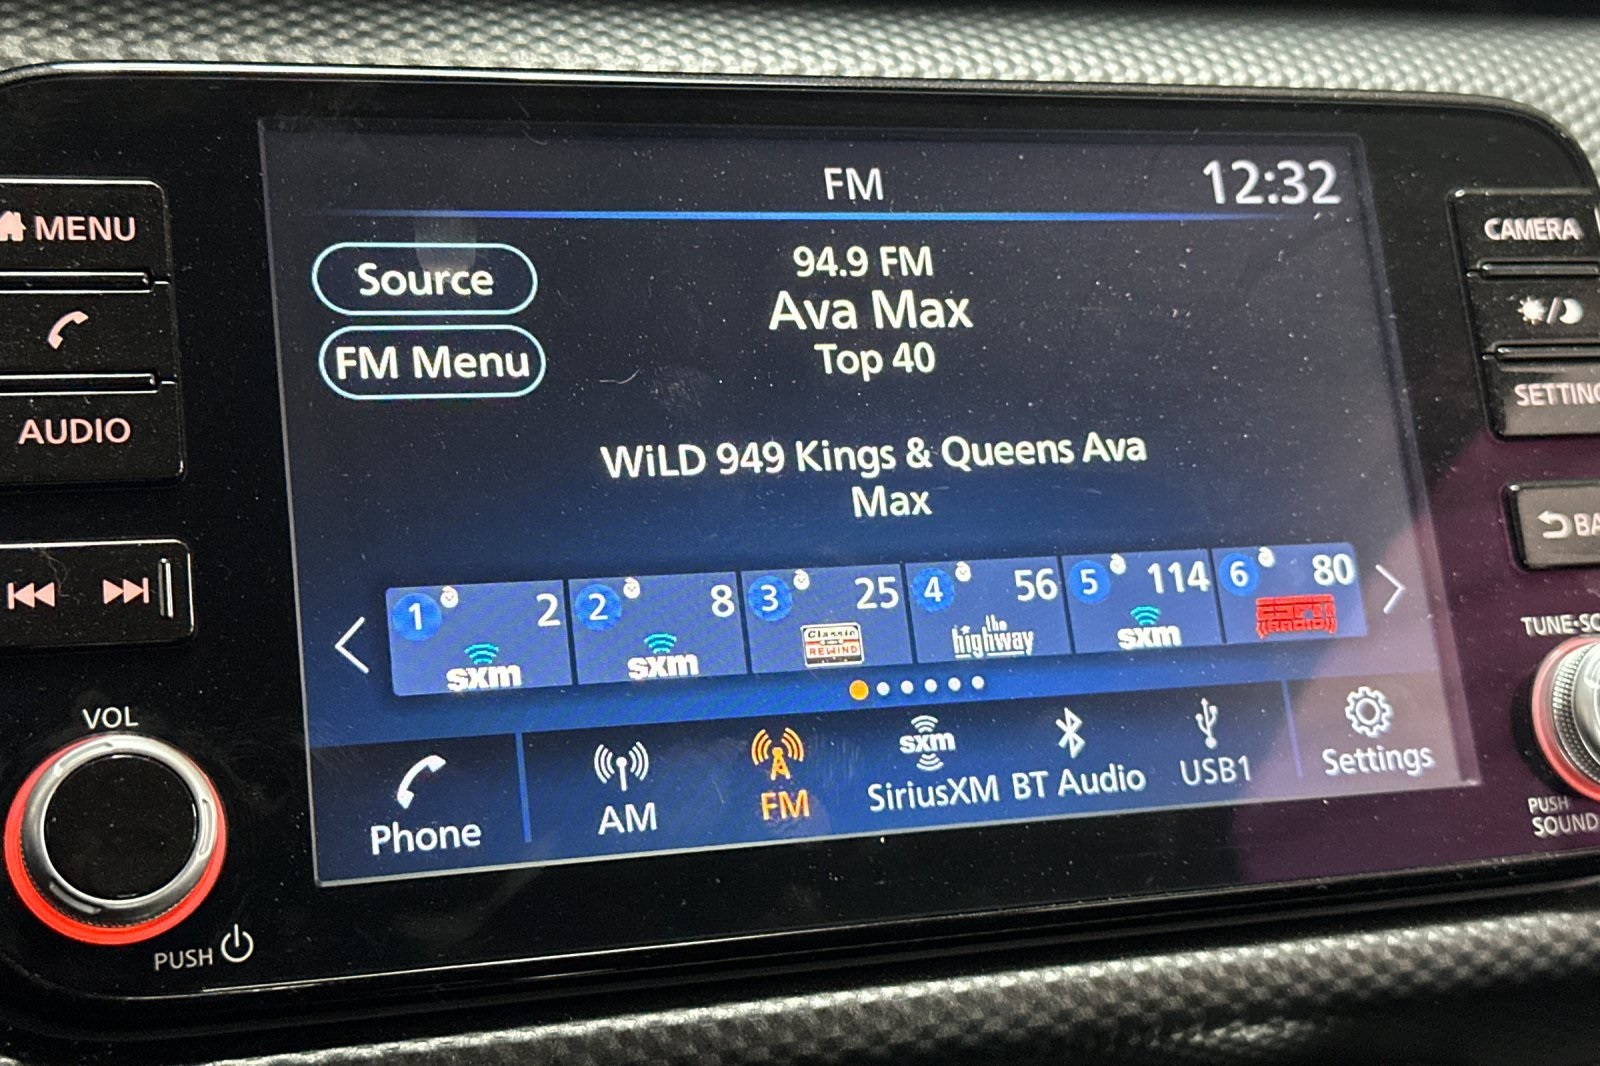 FM
12:32
MENU
AUDIO
VOL
PUSH
Source
FM Menu
94.9 FM
Ava Max
Top 40
WiLD 949 Kings & Queens Ava
Max
1 2
sxm
2 8
sxm
3 25
Classic
REWIND
4 56
the
highway
5 114
sxm
6 80
Phone
AM
FM
sxm
SiriusXM
BT Audio
USB1
Settings
CAMERA
SETTING
BA
TUNE•SC
PUSH
SOUND